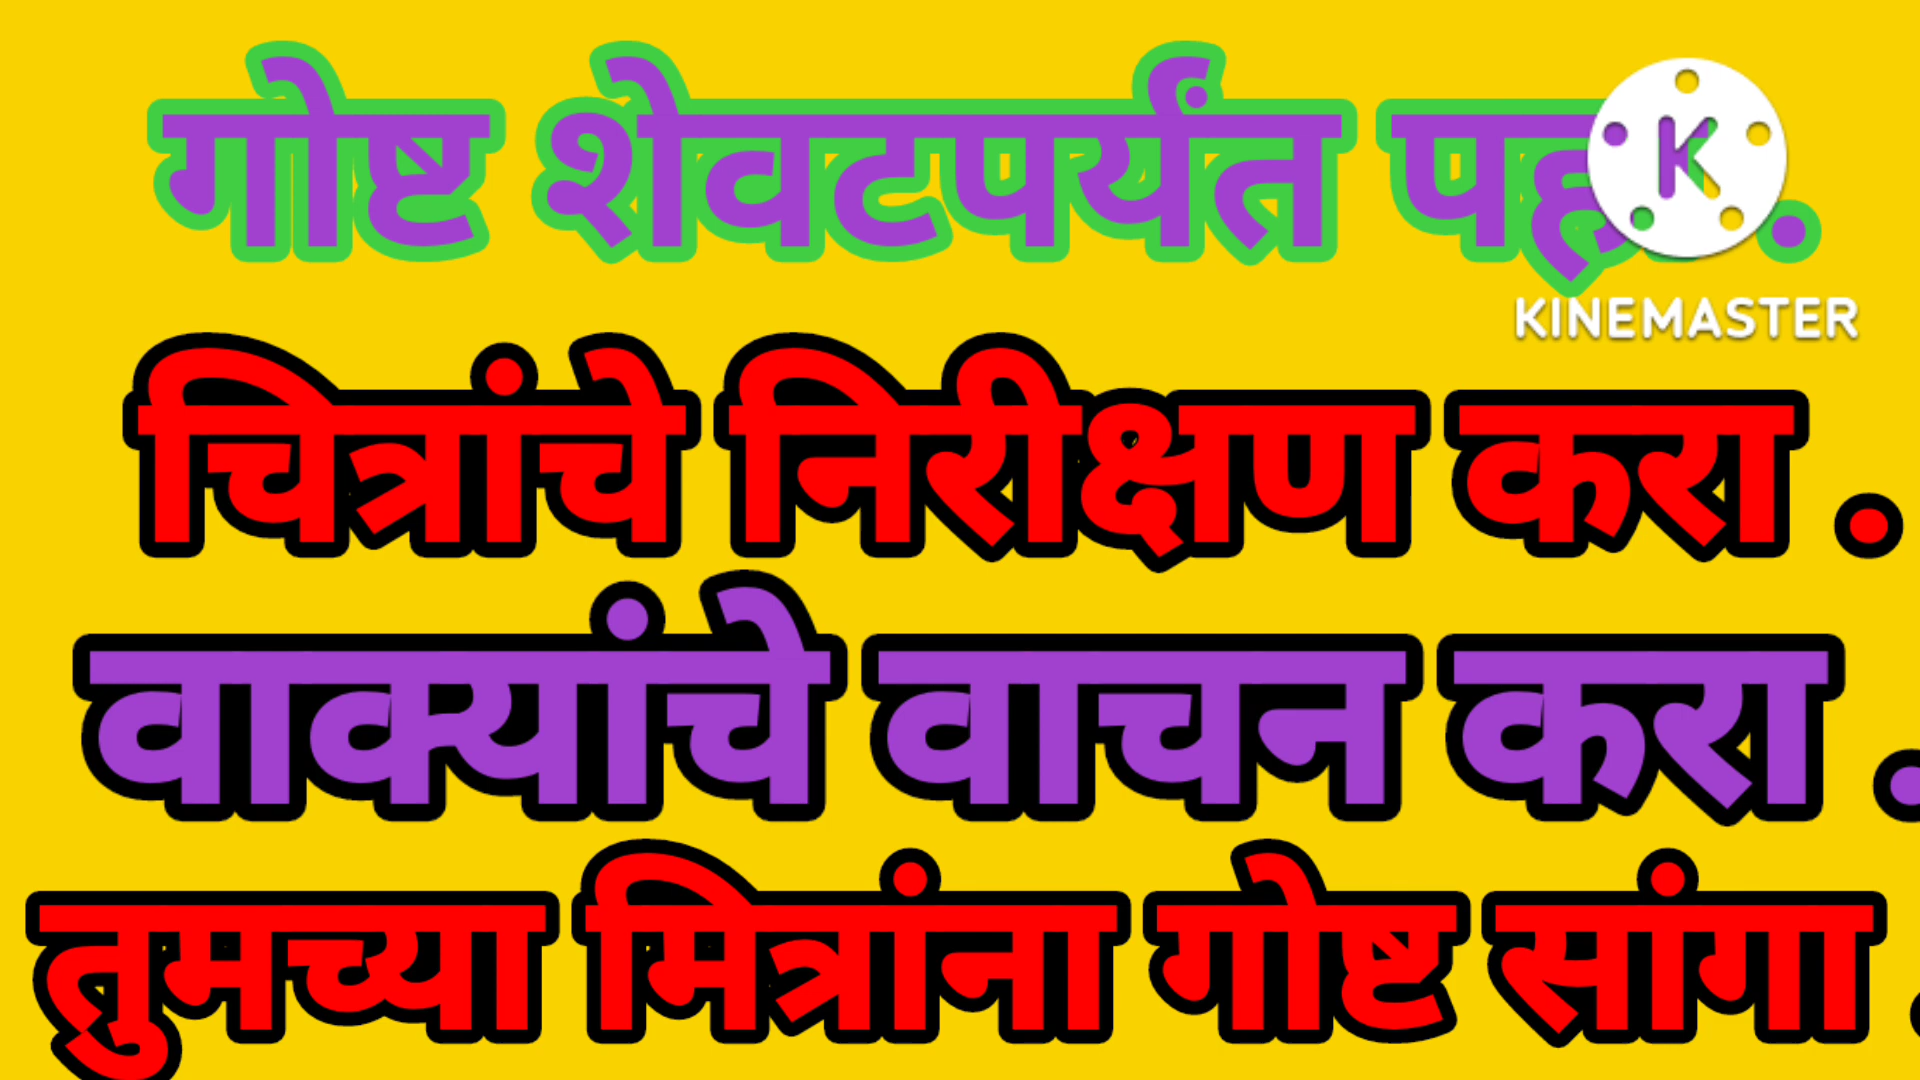 गोष्ट शेवटपर्यंत
KINEMASTER
चित्रांचे निरीक्षण करा .
वाक्यांचे वाचन करा .
तुमच्या मित्रांना गोष्ट सांगा .